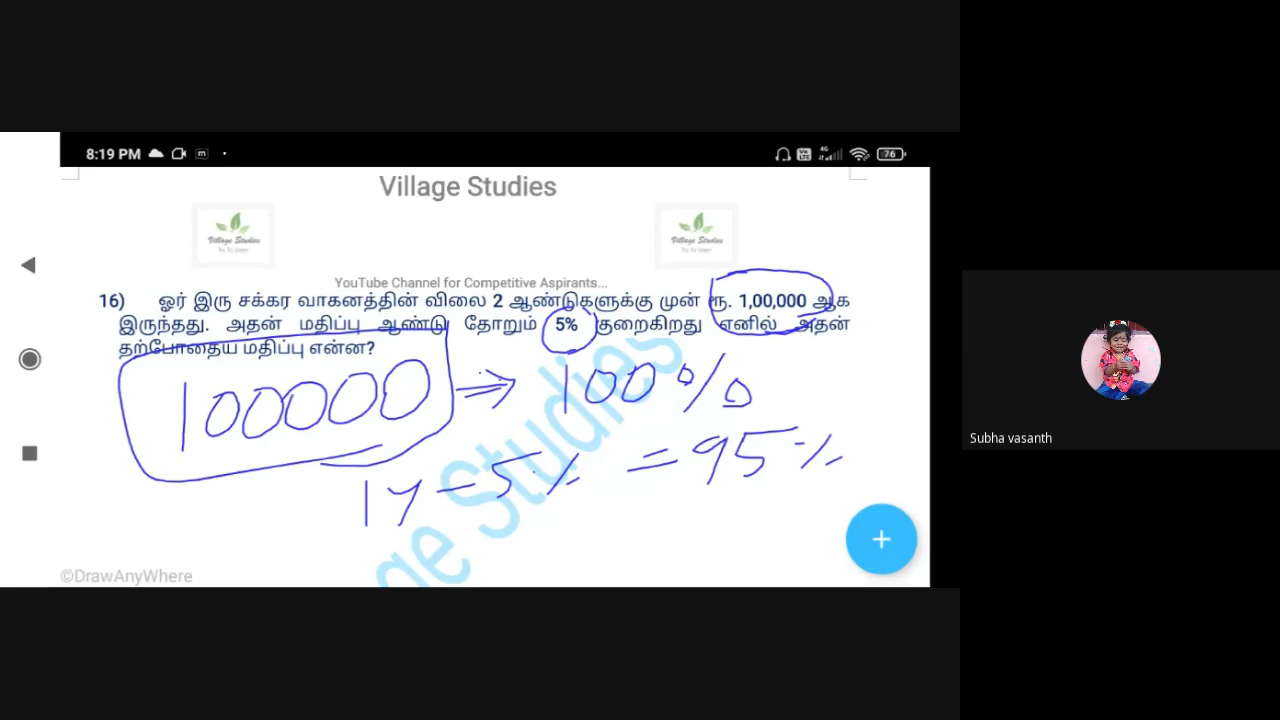 8:19 PM
4G
76
Village Studies
Village Studies
Village Studies
YouTube Channel for Competitive Aspirants...
16) ஓர் இரு சக்கர வாகனத்தின் விலை 2 ஆண்டுகளுக்கு முன் ரூ. 1,00,000 ஆக
இருந்தது. அதன் மதிப்பு ஆண்டு தோறும் 5% குறைகிறது எனில் அதன்
தற்போதைய மதிப்பு என்ன?
100000 ⇒ 100%
1y - 5% = 95%
ge Studies
+
©DrawAnyWhere
Subha vasanth